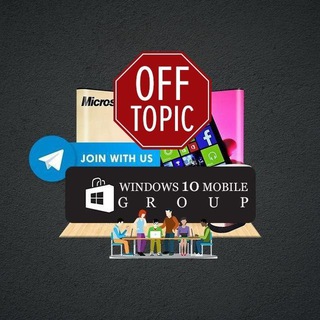 OFF
TOPIC
Micros
JOIN WITH US
WINDOWS 10 MOBILE
GROUP